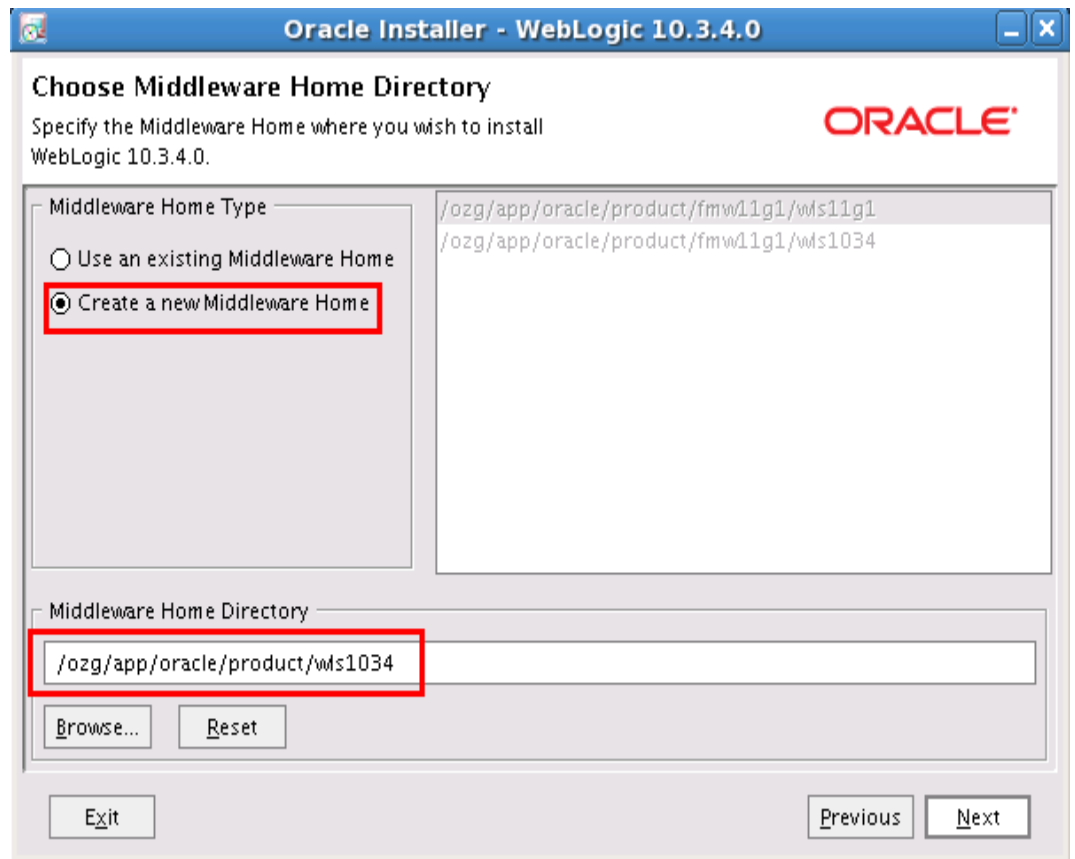 Oracle Installer - WebLogic 10.3.4.0
Choose Middleware Home Directory
Specify the Middleware Home where you wish to install
WebLogic 10.3.4.0.
ORACLE
Middleware Home Type
Use an existing Middleware Home
Create a new Middleware Home
/ozg/app/oracle/product/fmw11g1/wls11g1
/ozg/app/oracle/product/fmw11g1/wls1034
Middleware Home Directory
/ozg/app/oracle/product/wls1034
Browse...
Reset
Exit
Previous
Next